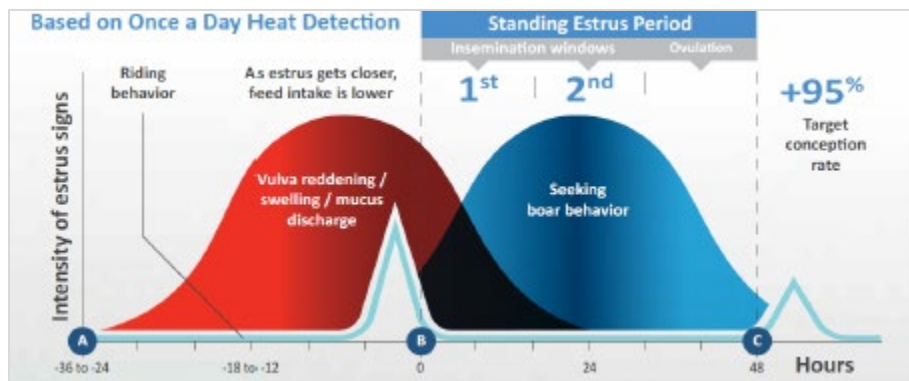 Based on Once a Day Heat Detection
Standing Estrus Period
Insemination windows
Ovulation
Riding
behavior
As estrus gets closer,
feed intake is lower
1st
2nd
+95%
Target
conception
rate
Intensity of estrus signs
Vulva reddening /
swelling / mucus
discharge
Seeking
boar behavior
A
B
C
-36 to -24
-18 to -12
0
24
48
Hours